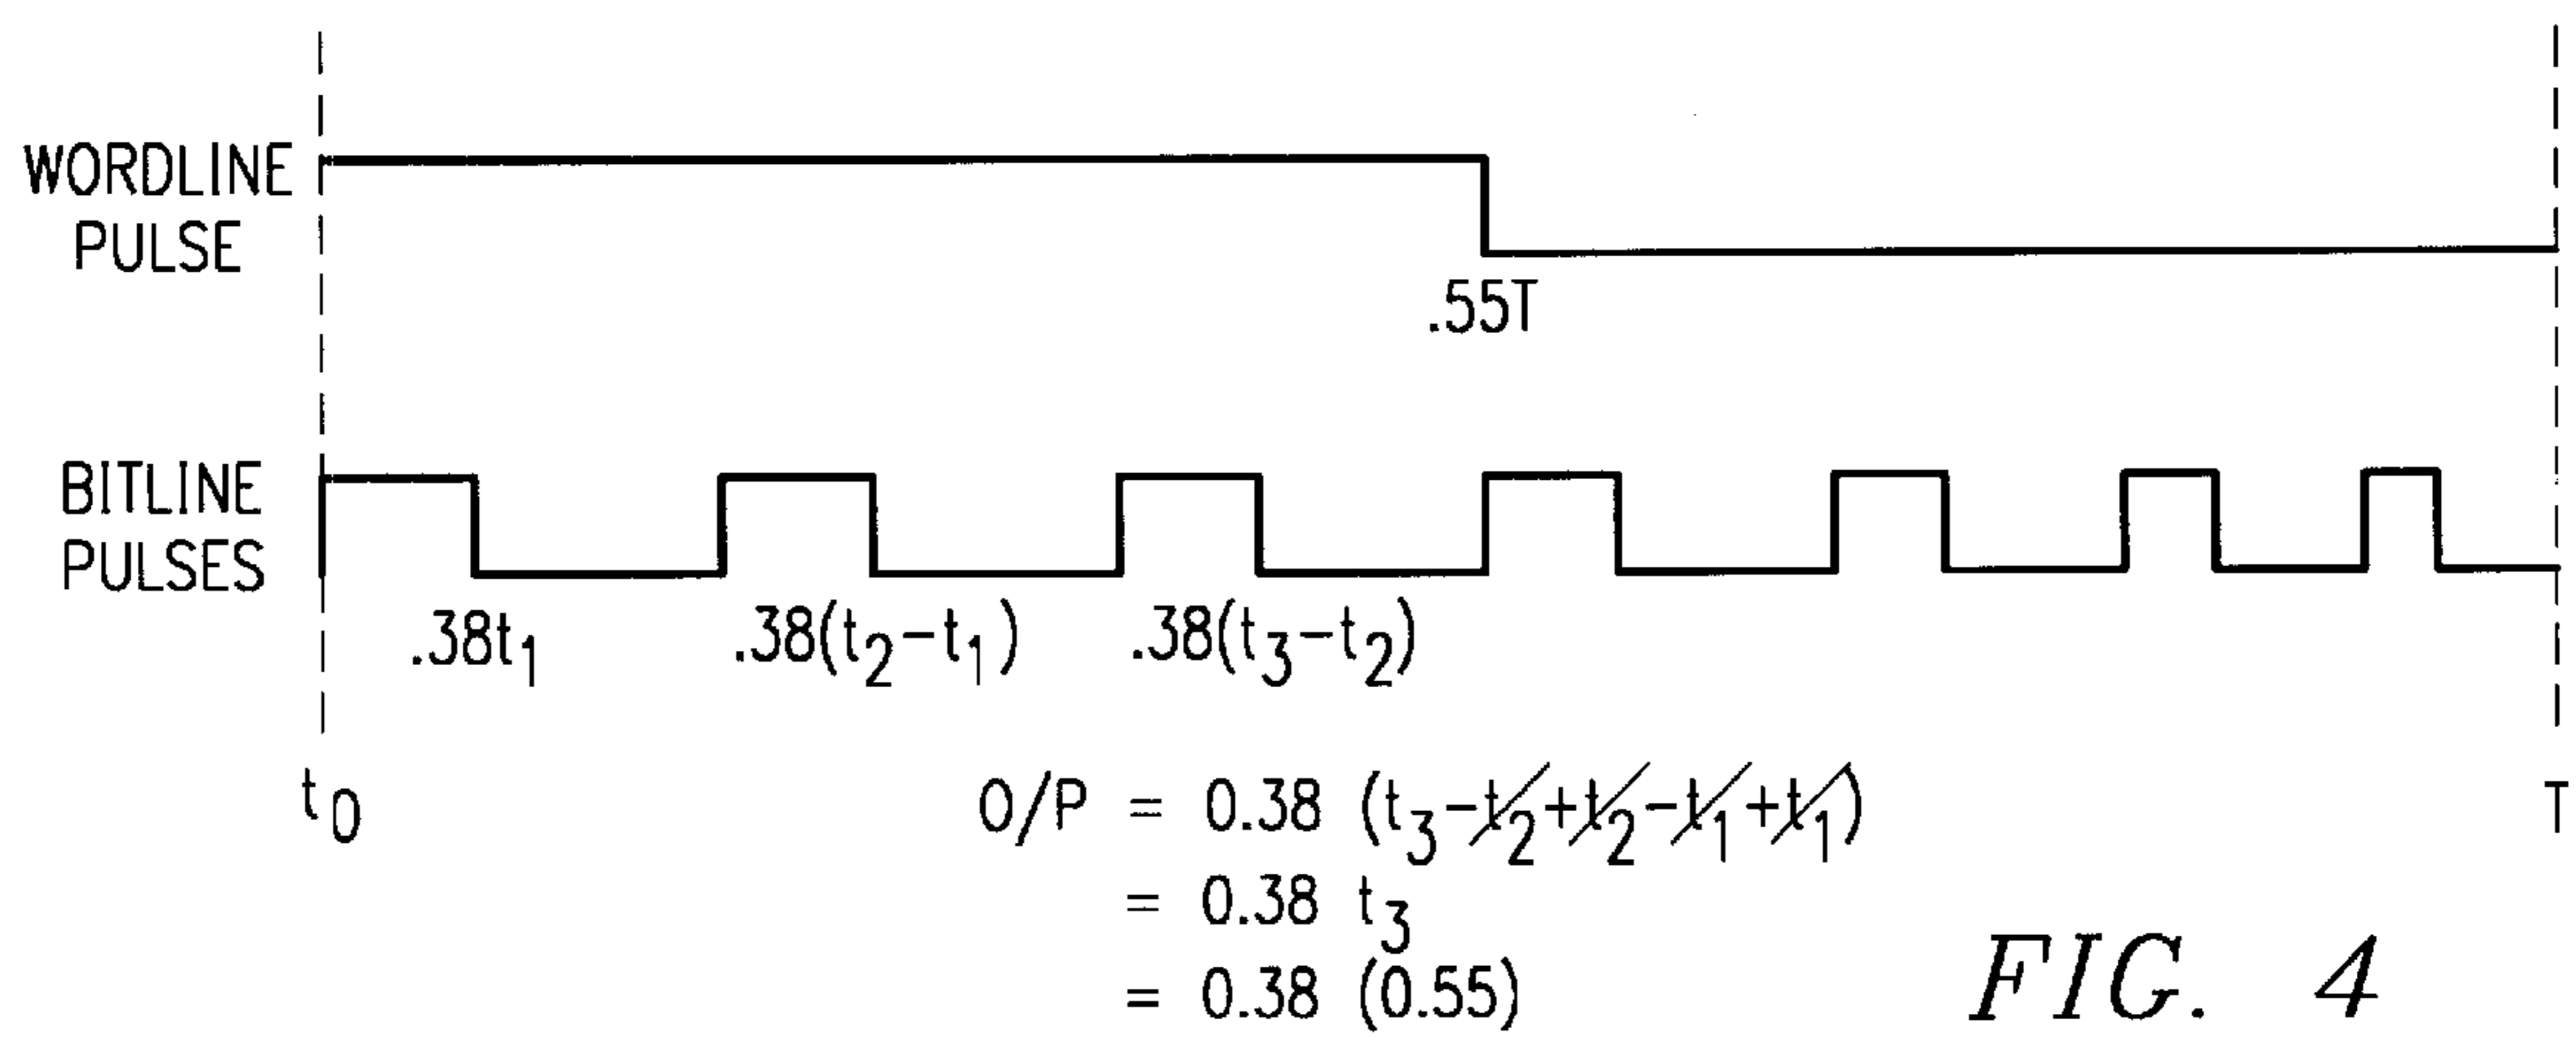 WORDLINE
PULSE
.55T
BITLINE
PULSES
.38t₁
.38(t₂-t₁)
.38(t₃-t₂)
t₀
T
O/P = 0.38 (t₃-t₂+t₂-t₁+t₁)
= 0.38 t₃
= 0.38 (0.55)
FIG. 4